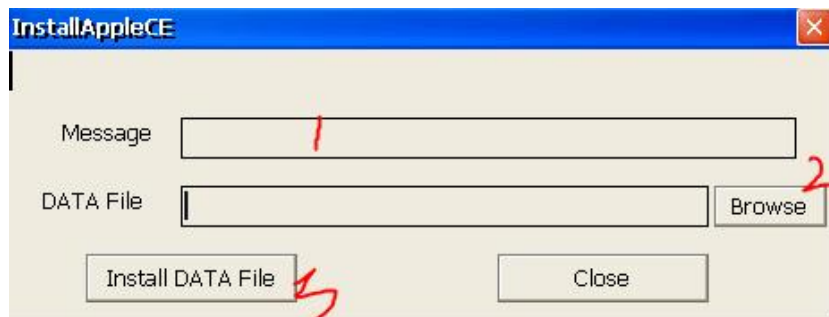 InstallAppleCE
Message 1
DATA File Browse 2
Install DATA File 3 Close